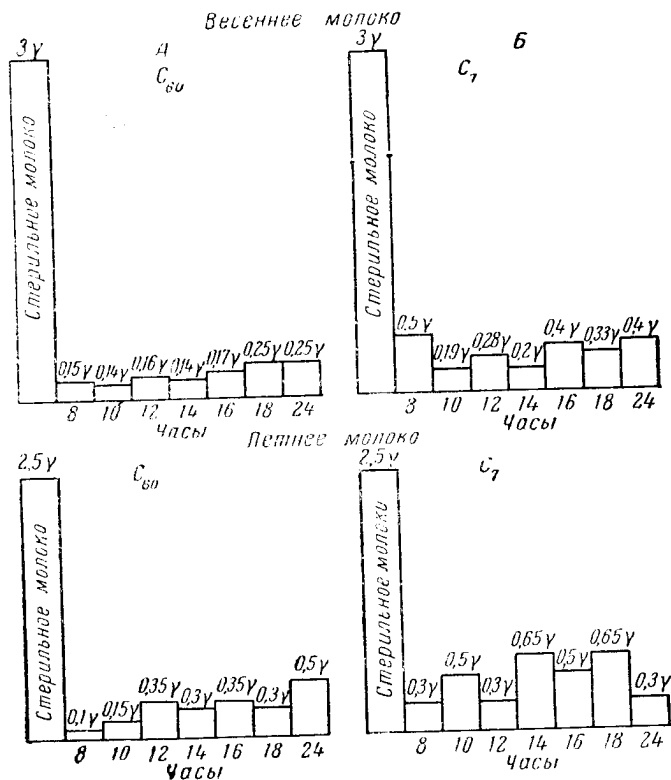 Весеннее молоко
3γ А 3γ Б
C₆₀ C₇
Стерильное молоко
0,15γ 0,14γ 0,16γ 0,14γ 0,17γ 0,25γ 0,25γ
8 10 12 14 16 18 24
Часы
Стерильное молоко
0,5γ 0,19γ 0,28γ 0,2γ 0,4γ 0,33γ 0,4γ
8 10 12 14 16 18 24
Часы
Летнее молоко
2,5γ C₆₀
Стерильное молоко
0,1γ 0,15γ 0,35γ 0,3γ 0,35γ 0,3γ 0,5γ
8 10 12 14 16 18 24
Часы
2,5γ C₇
Стерильное молоко
0,3γ 0,5γ 0,3γ 0,65γ 0,5γ 0,65γ 0,3γ
8 10 12 14 16 18 24
Часы